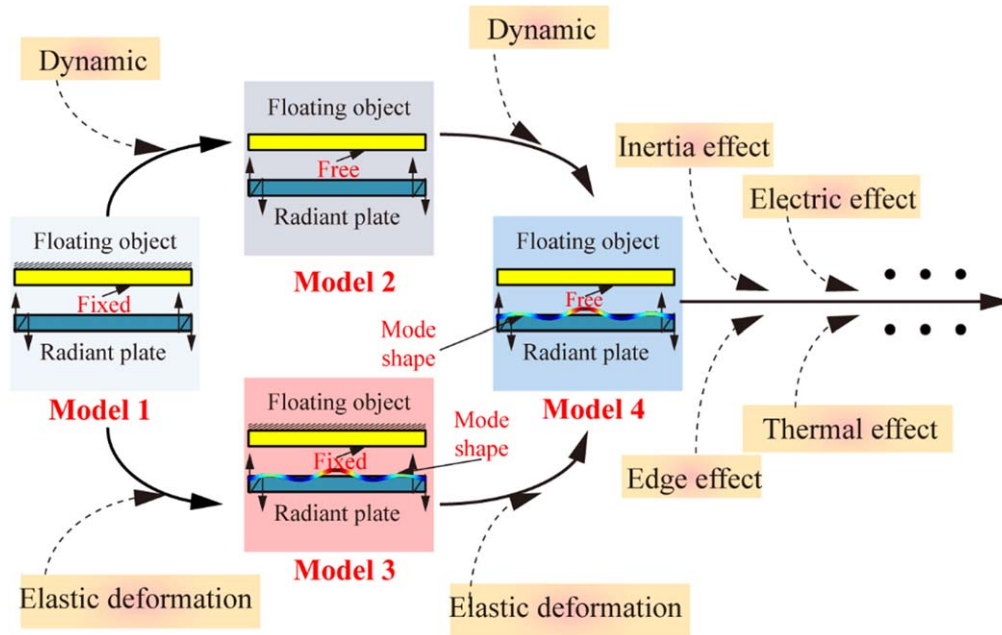 Dynamic
Dynamic
Floating object
Free
Radiant plate
Model 2
Inertia effect
Electric effect
Floating object
Fixed
Radiant plate
Model 1
Floating object
Free
Radiant plate
Model 4
Mode
shape
Floating object
Fixed
Radiant plate
Model 3
Mode
shape
Thermal effect
Edge effect
Elastic deformation
Elastic deformation